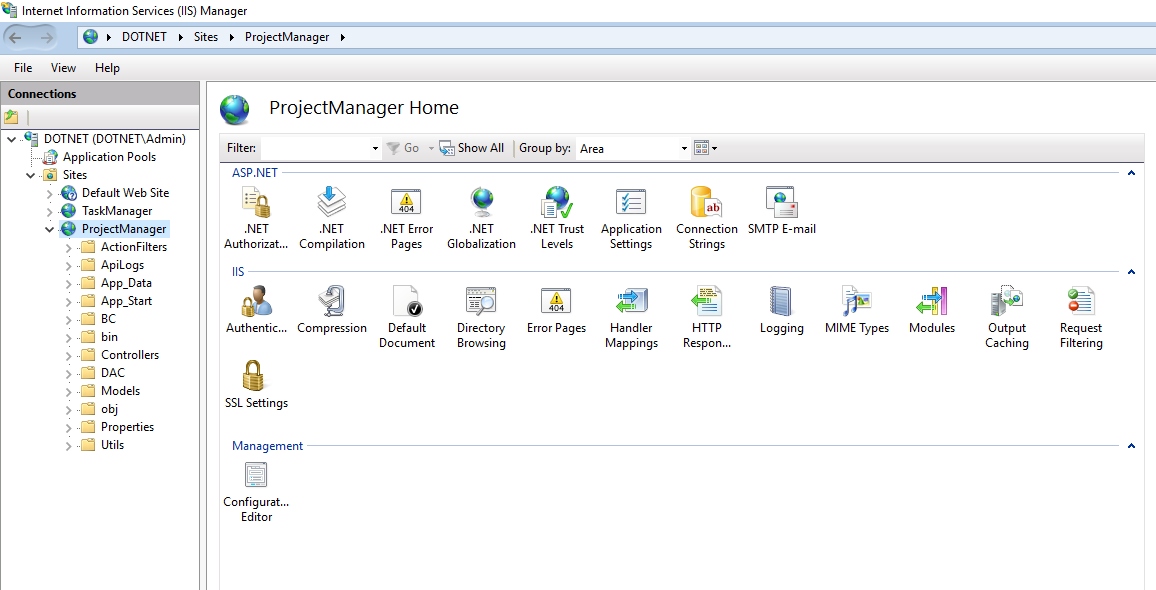 Internet Information Services (IIS) Manager
DOTNET Sites ProjectManager
File View Help
Connections
DOTNET (DOTNET\Admin)
Application Pools
Sites
Default Web Site
TaskManager
ProjectManager
ActionFilters
ApiLogs
App_Data
App_Start
BC
bin
Controllers
DAC
Models
obj
Properties
Utils
ProjectManager Home
Filter: Go Show All Group by: Area
ASP.NET
404
ab
.NET Authorizat...
.NET Compilation
.NET Error Pages
.NET Globalization
.NET Trust Levels
Application Settings
Connection Strings
SMTP E-mail
IIS
404
Authentic...
Compression
Default Document
Directory Browsing
Error Pages
Handler Mappings
HTTP Respon...
Logging
MIME Types
Modules
Output Caching
Request Filtering
SSL Settings
Management
Configurat... Editor